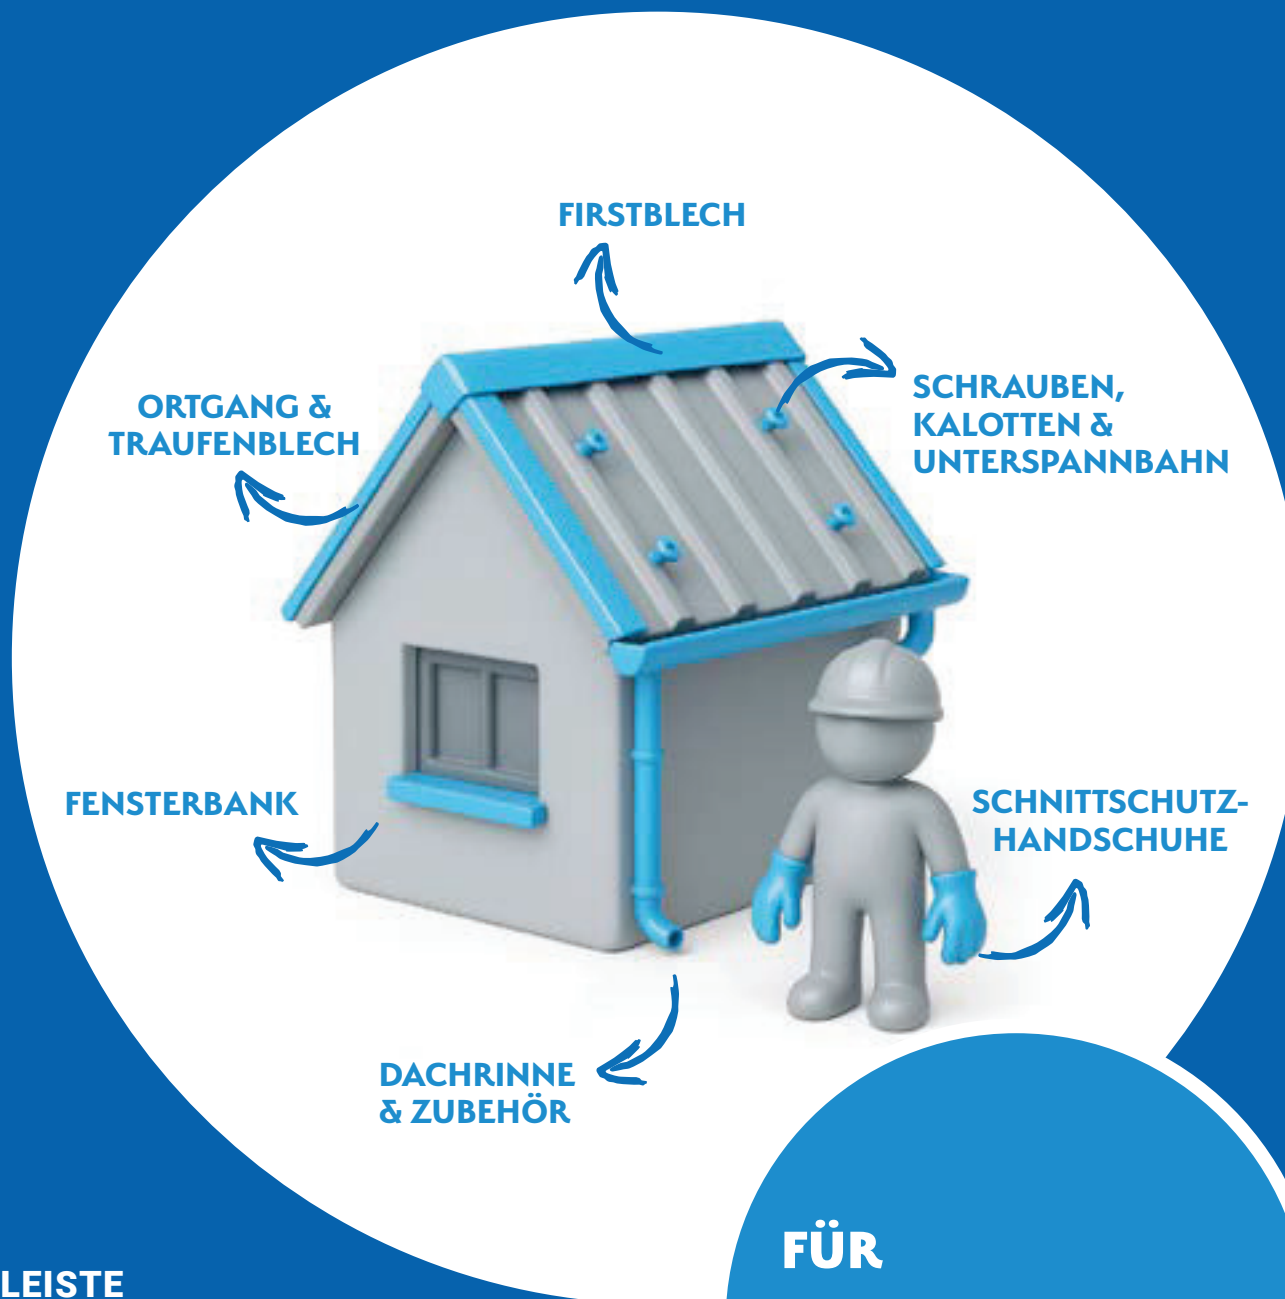 FIRSTBLECH
ORTGANG &
TRAUFENBLECH
SCHRAUBEN,
KALOTTEN &
UNTERSPANNBAHN
FENSTERBANK
SCHNITTSCHUTZ-
HANDSCHUHE
DACHRINNE
& ZUBEHÖR
FÜR
LEISTE